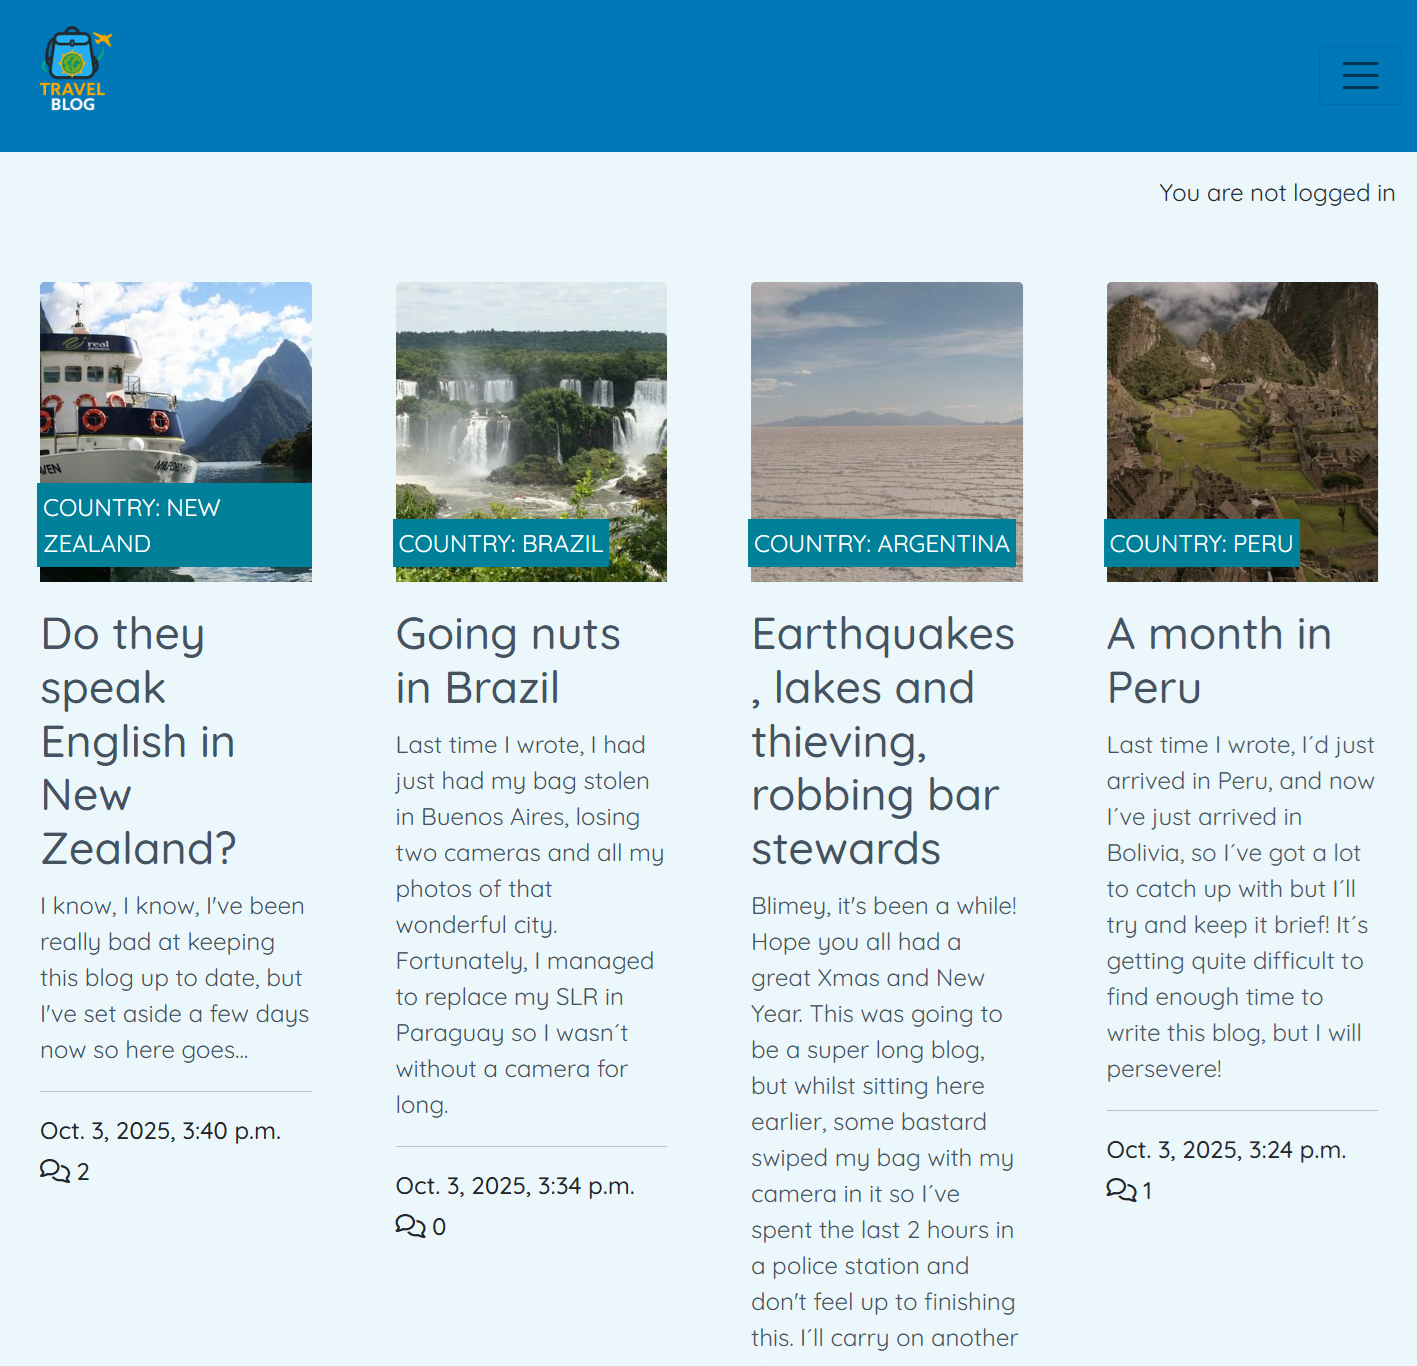 TRAVEL
BLOG
You are not logged in
real
JOURNEYS
MILFORD HAVEN
COUNTRY: NEW
ZEALAND
Do they
speak
English in
New
Zealand?
I know, I know, I've been
really bad at keeping
this blog up to date, but
I've set aside a few days
now so here goes...
Oct. 3, 2025, 3:40 p.m.
2
COUNTRY: BRAZIL
Going nuts
in Brazil
Last time I wrote, I had
just had my bag stolen
in Buenos Aires, losing
two cameras and all my
photos of that
wonderful city.
Fortunately, I managed
to replace my SLR in
Paraguay so I wasn´t
without a camera for
long.
Oct. 3, 2025, 3:34 p.m.
0
COUNTRY: ARGENTINA
Earthquakes
, lakes and
thieving,
robbing bar
stewards
Blimey, it's been a while!
Hope you all had a
great Xmas and New
Year. This was going to
be a super long blog,
but whilst sitting here
earlier, some bastard
swiped my bag with my
camera in it so I´ve
spent the last 2 hours in
a police station and
don't feel up to finishing
this. I´ll carry on another
COUNTRY: PERU
A month in
Peru
Last time I wrote, I´d just
arrived in Peru, and now
I´ve just arrived in
Bolivia, so I´ve got a lot
to catch up with but I´ll
try and keep it brief! It´s
getting quite difficult to
find enough time to
write this blog, but I will
persevere!
Oct. 3, 2025, 3:24 p.m.
1